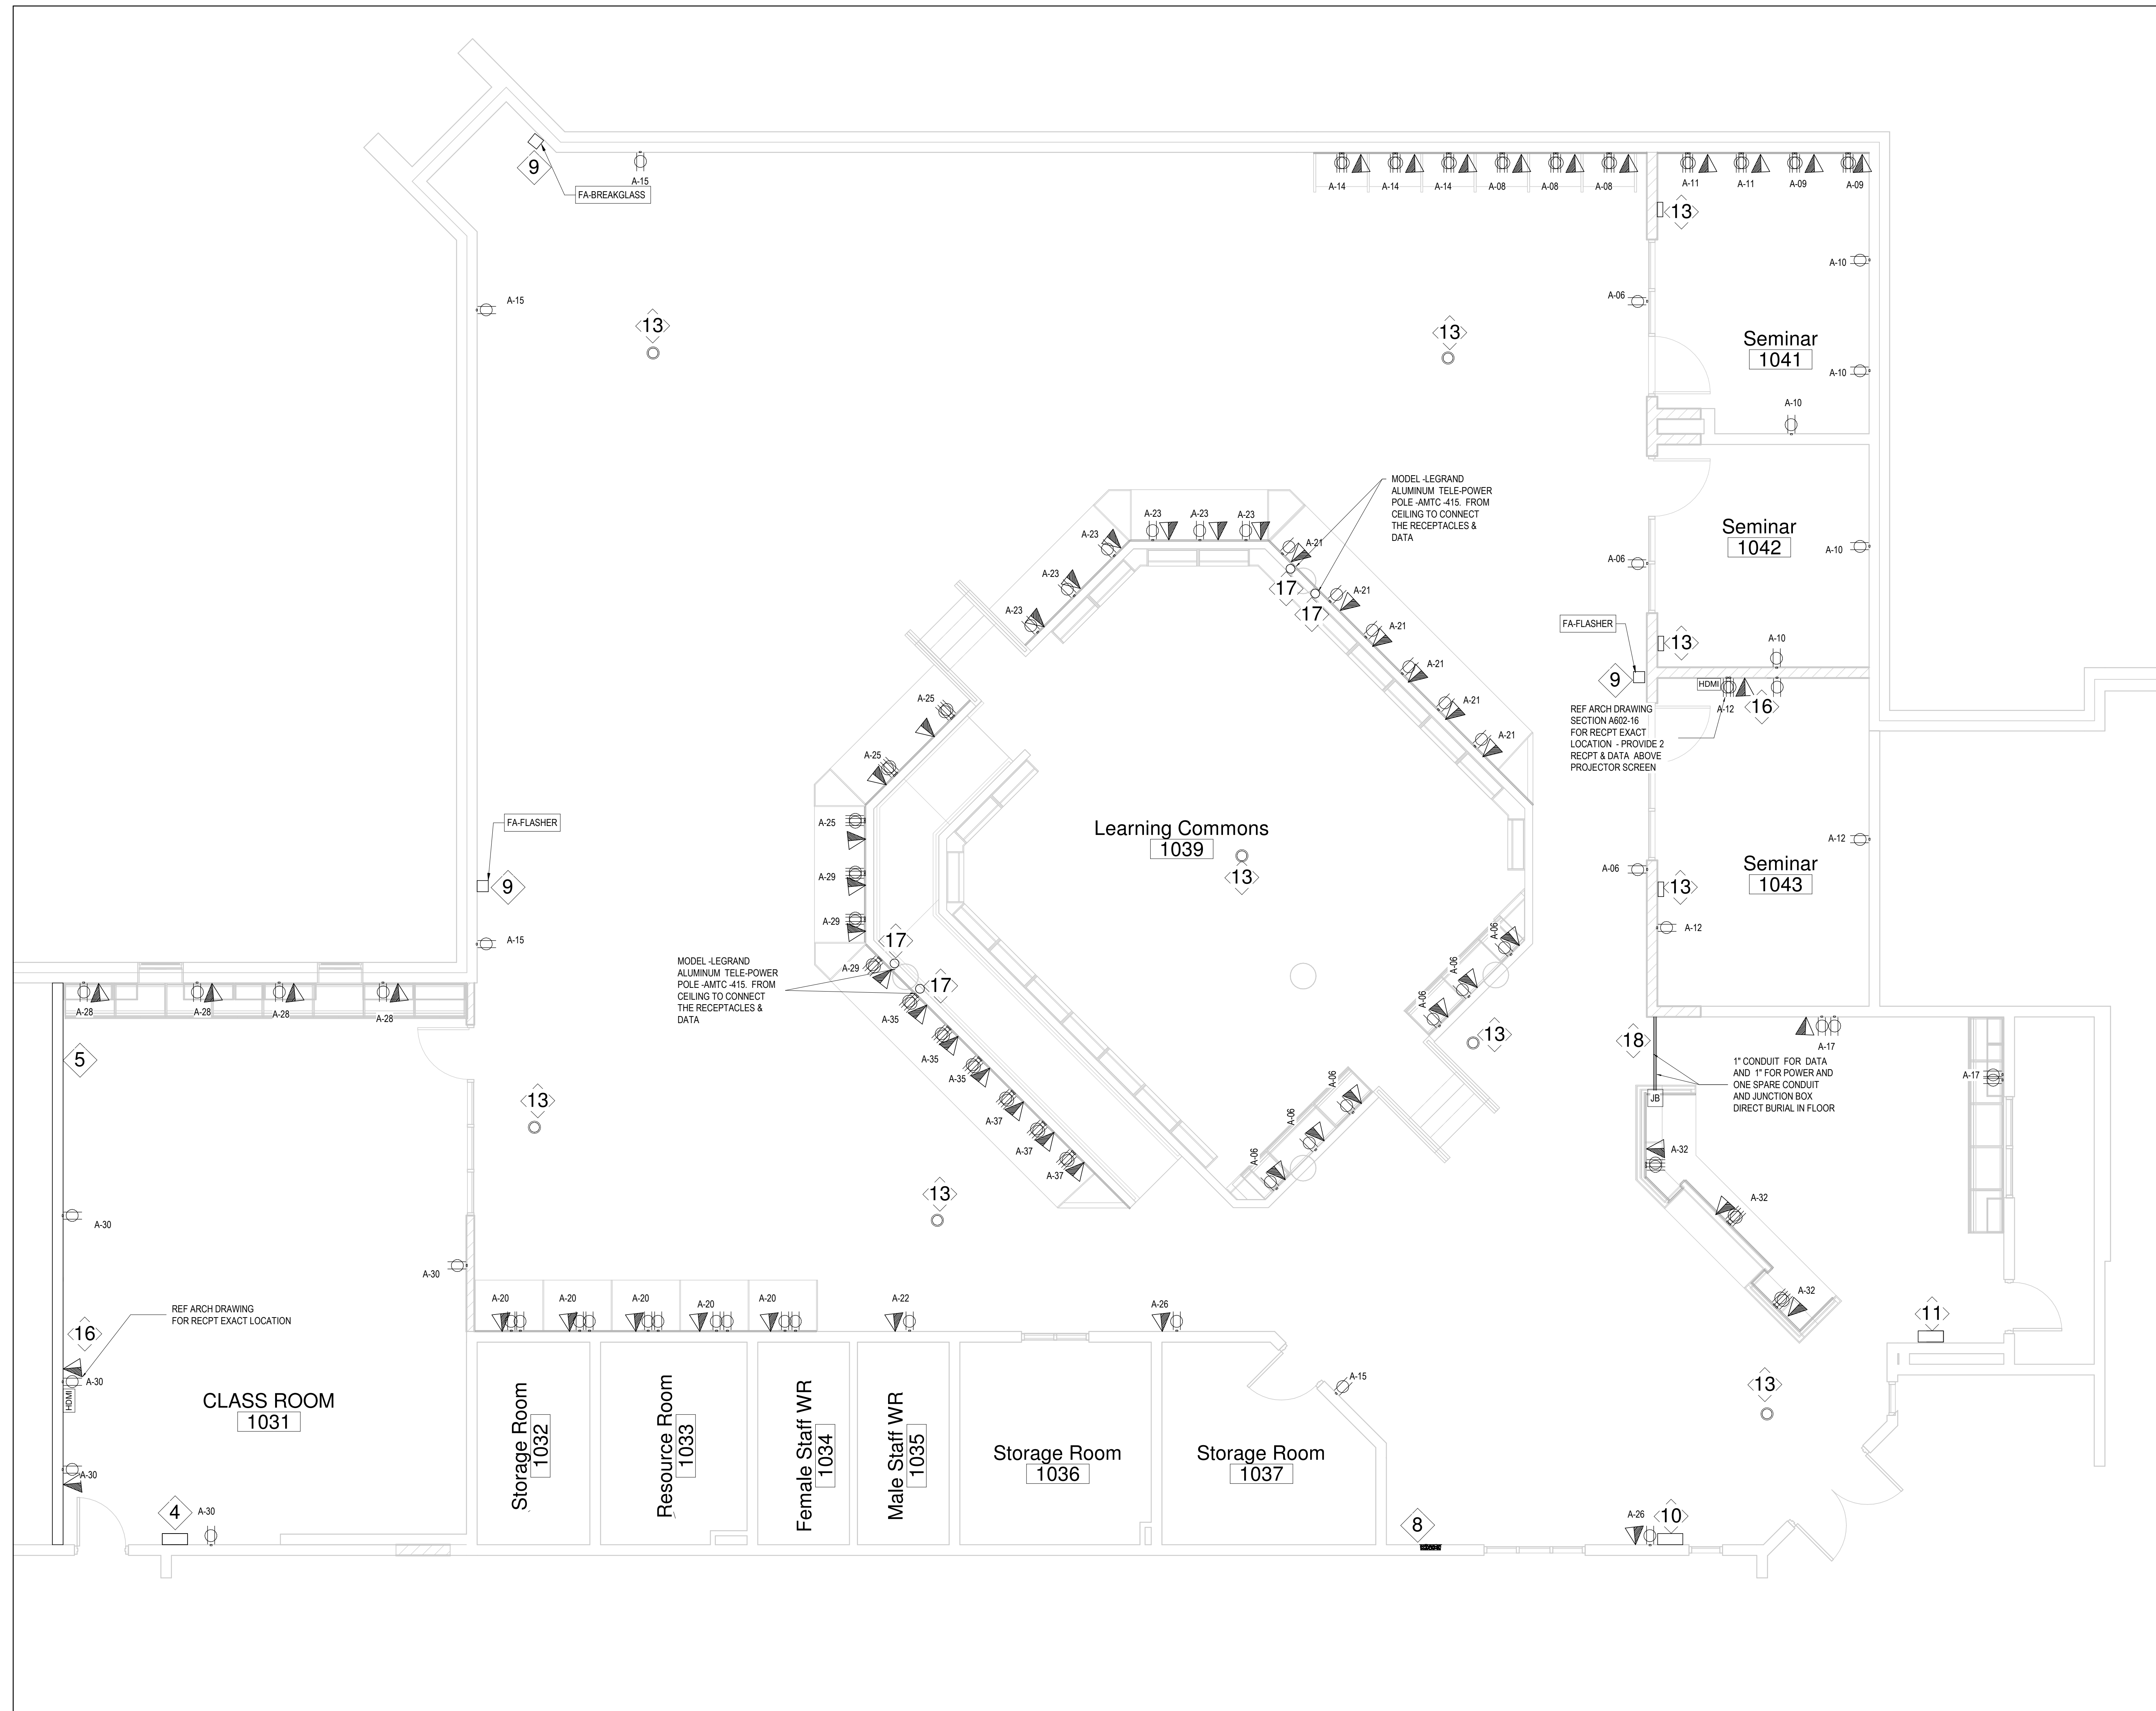 9
A-15
FA-BREAKGLASS
A-14
A-14
A-14
A-08
A-08
A-08
A-11
A-11
A-09
A-09
13
A-10
A-15
A-06
13
13
Seminar
1041
A-10
A-10
MODEL -LEGRAND
ALUMINUM TELE-POWER
POLE -AMTC -415. FROM
CEILING TO CONNECT
THE RECEPTACLES &
DATA
A-23
A-23
A-23
A-23
A-21
Seminar
1042
A-10
A-06
A-23
17
A-21
A-23
17
A-21
FA-FLASHER
13
A-10
A-21
9
HDMI
A-12
16
A-25
A-21
REF ARCH DRAWING
SECTION A602-16
FOR RECPT EXACT
LOCATION - PROVIDE 2
RECPT & DATA ABOVE
PROJECTOR SCREEN
A-21
A-25
A-25
FA-FLASHER
Learning Commons
1039
13
A-12
Seminar
1043
A-06
13
9
A-29
A-29
A-12
A-15
17
A-06
MODEL -LEGRAND
ALUMINUM TELE-POWER
POLE -AMTC -415. FROM
CEILING TO CONNECT
THE RECEPTACLES &
DATA
A-29
17
A-06
A-06
A-28
A-28
A-28
A-28
A-35
A-35
A-35
A-37
A-37
A-37
13
18
A-17
5
1" CONDUIT FOR DATA
AND 1" FOR POWER AND
ONE SPARE CONDUIT
AND JUNCTION BOX
DIRECT BURIAL IN FLOOR
A-17
JB
13
A-06
A-06
A-06
A-32
A-32
A-32
13
A-30
A-30
A-20
A-20
A-20
A-20
A-20
A-22
A-26
REF ARCH DRAWING
FOR RECPT EXACT LOCATION
16
11
A-30
HDMI
CLASS ROOM
1031
A-15
13
Storage Room
1032
Resource Room
1033
Female Staff WR
1034
Male Staff WR
1035
Storage Room
1036
Storage Room
1037
A-30
4
A-30
8
A-26
10